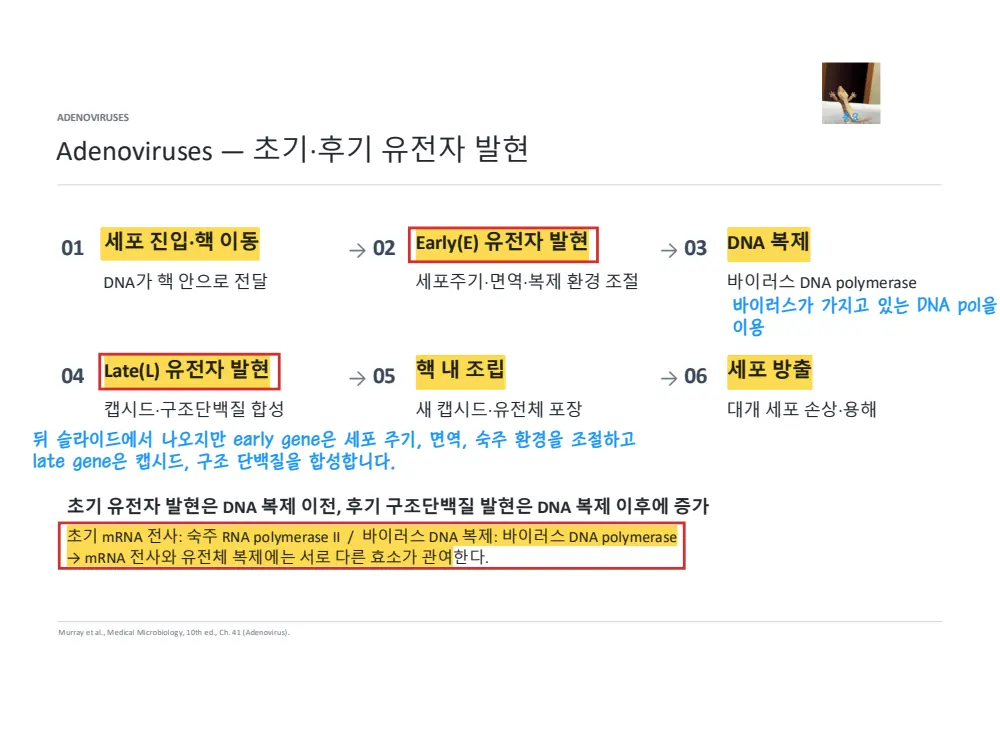 ADENOVIRUSES
Adenoviruses — 초기·후기 유전자 발현
01 세포 진입·핵 이동
DNA가 핵 안으로 전달
→ 02 Early(E) 유전자 발현
세포주기·면역·복제 환경 조절
→ 03 DNA 복제
바이러스 DNA polymerase
바이러스가 가지고 있는 DNA pol을
이용
04 Late(L) 유전자 발현
캡시드·구조단백질 합성
→ 05 핵 내 조립
새 캡시드·유전체 포장
→ 06 세포 방출
대개 세포 손상·용해
뒤 슬라이드에서 나오지만 early gene은 세포 주기, 면역, 숙주 환경을 조절하고
late gene은 캡시드, 구조 단백질을 합성합니다.
초기 유전자 발현은 DNA 복제 이전, 후기 구조단백질 발현은 DNA 복제 이후에 증가
초기 mRNA 전사: 숙주 RNA polymerase II / 바이러스 DNA 복제: 바이러스 DNA polymerase
→ mRNA 전사와 유전체 복제에는 서로 다른 효소가 관여한다.
Murray et al., Medical Microbiology, 10th ed., Ch. 41 (Adenovirus).